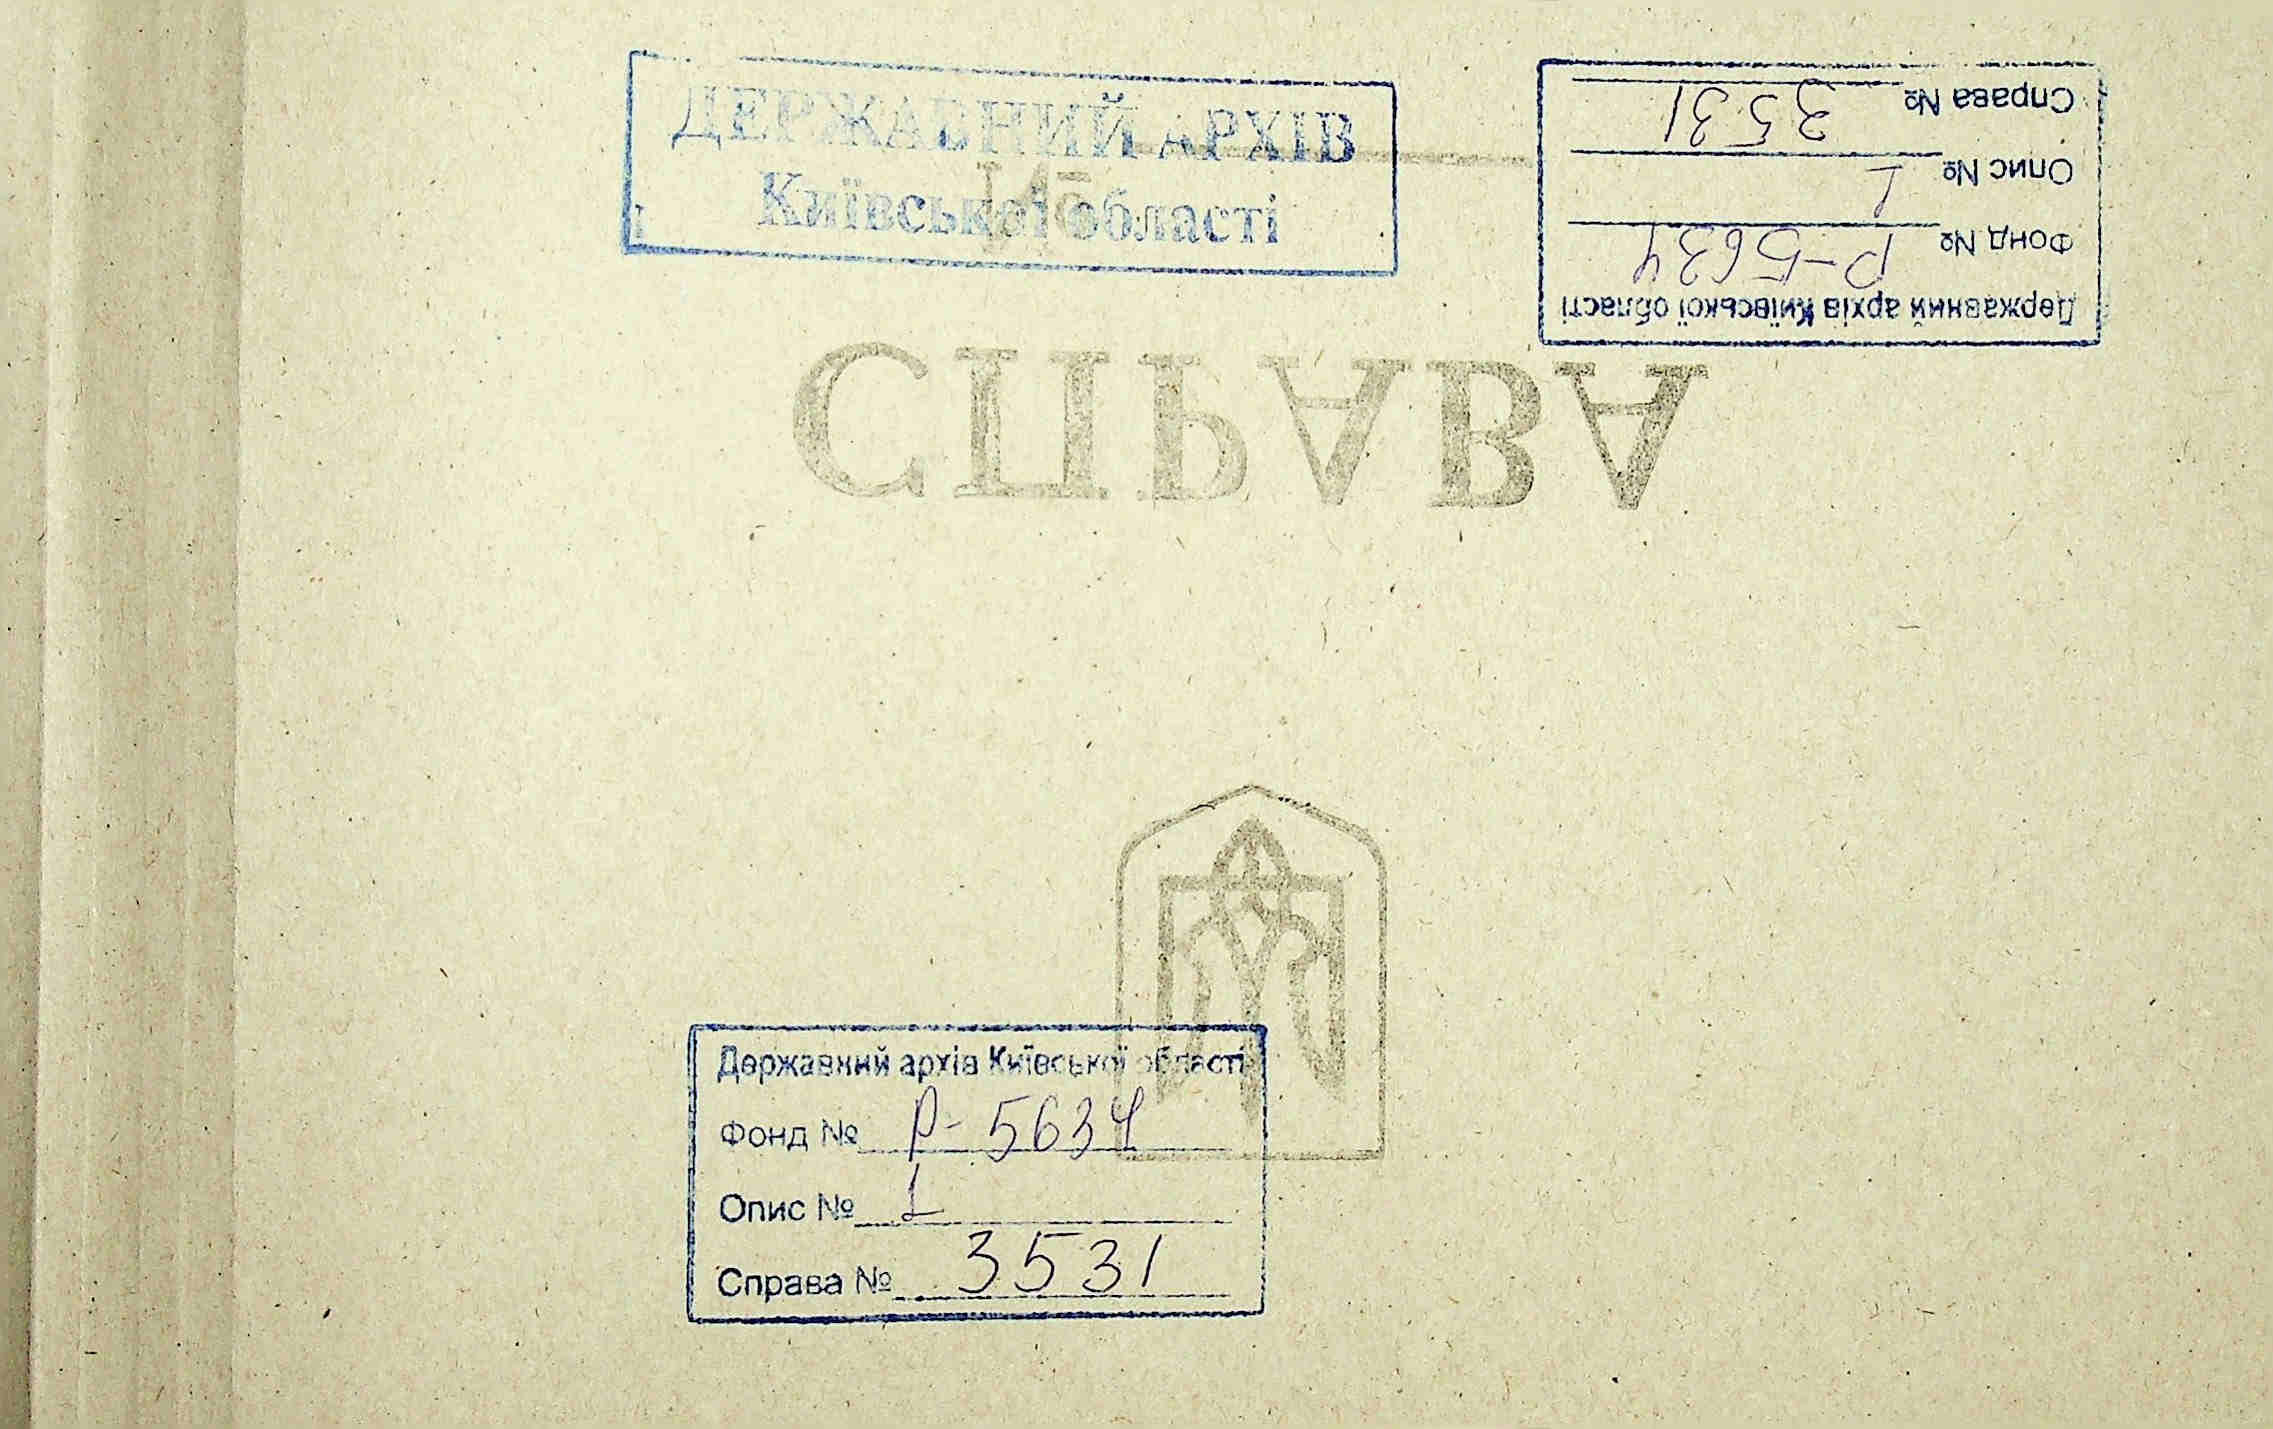 ДЕРЖАВНИЙ АРХІВ
Київської області
Справа № 3531
Опис № 1
Фонд № Р-5634
Державний архів Київської області
СПРАВА
Державний архів Київської області
Фонд № Р-5634
Опис № 1
Справа № 3531